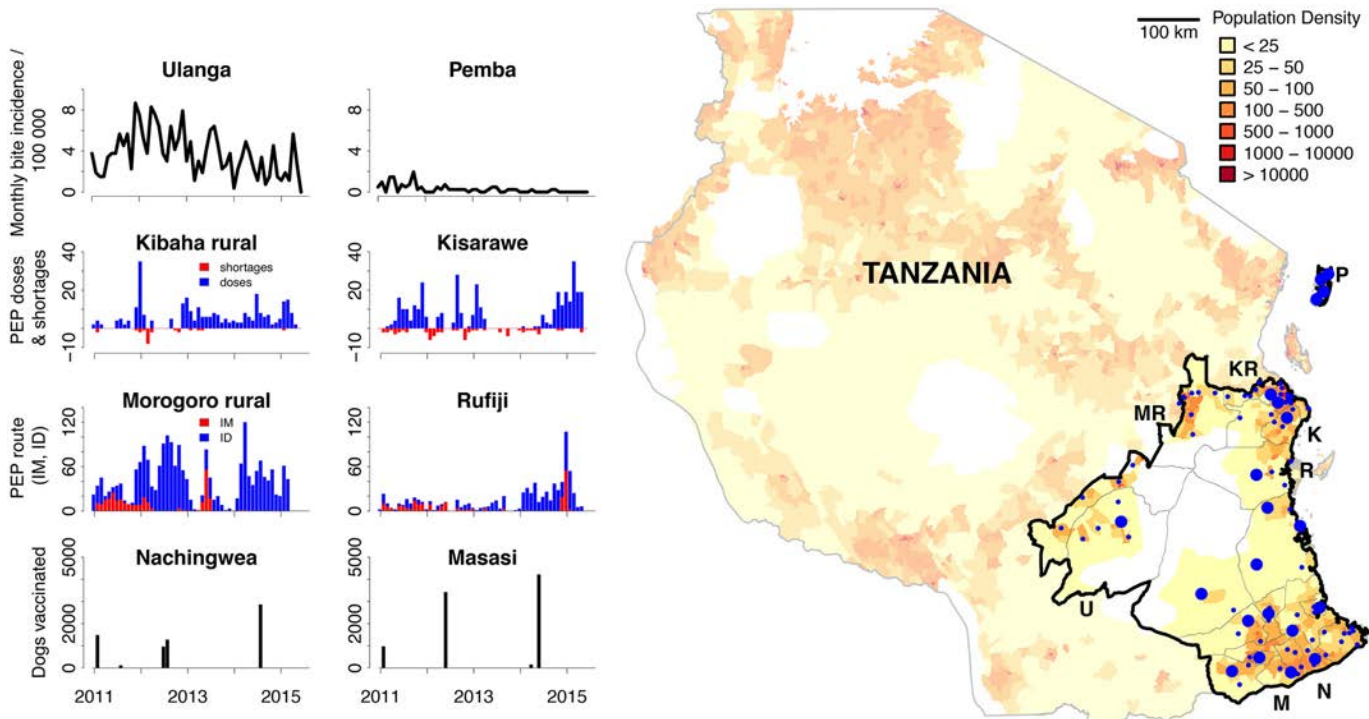 Monthly bite incidence /
100 000
Ulanga
8
4
0
Pemba
8
4
0
PEP doses
& shortages
Kibaha rural
40
20
−10
shortages
doses
Kisarawe
40
20
−10
PEP route
(IM, ID)
Morogoro rural
120
60
0
IM
ID
Rufiji
120
60
0
Dogs vaccinated
Nachingwea
5000
2000
0
2011
2013
2015
Masasi
5000
2000
0
2011
2013
2015
TANZANIA
100 km
Population Density
< 25
25 − 50
50 − 100
100 − 500
500 − 1000
1000 − 10000
> 10000
P
KR
MR
K
R
U
N
M